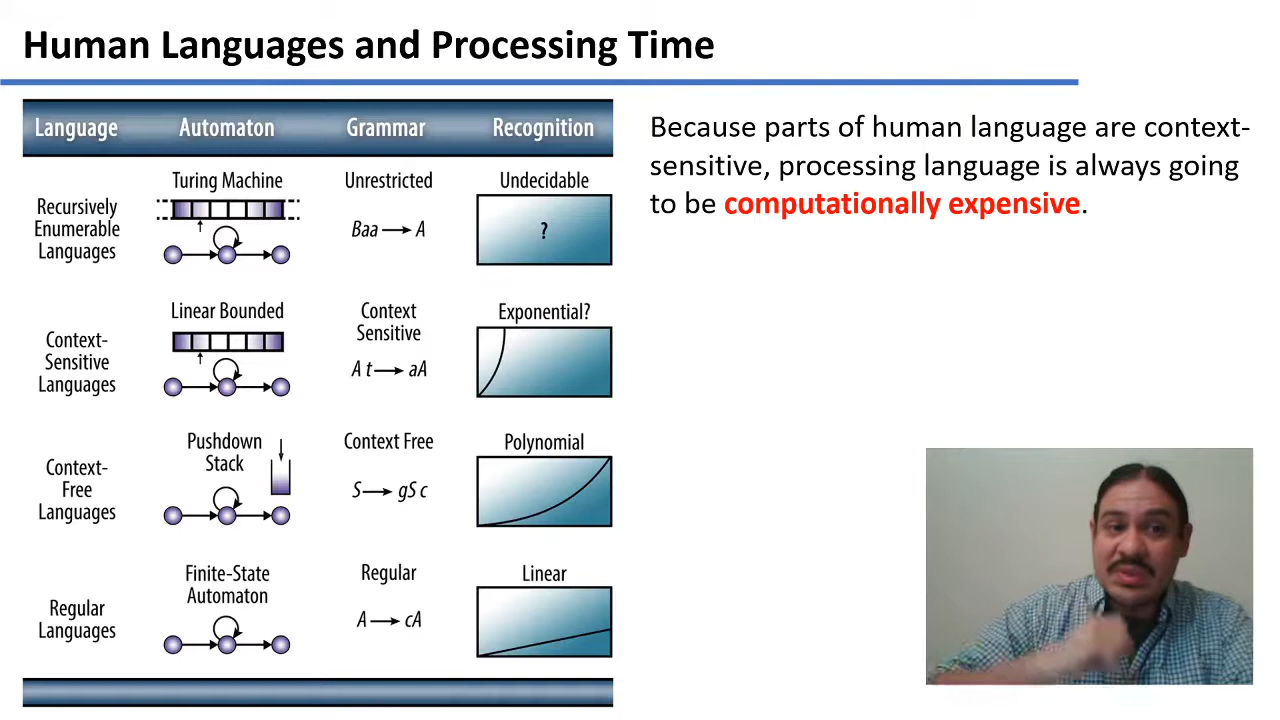 Human Languages and Processing Time
Language Automaton Grammar Recognition
Recursively
Enumerable
Languages
Turing Machine
Unrestricted
Baa → A
Undecidable
?
Context-
Sensitive
Languages
Linear Bounded
Context
Sensitive
A t → aA
Exponential?
Context-
Free
Languages
Pushdown
Stack
Context Free
S → gS c
Polynomial
Regular
Languages
Finite-State
Automaton
Regular
A → cA
Linear
Because parts of human language are context-
sensitive, processing language is always going
to be computationally expensive.